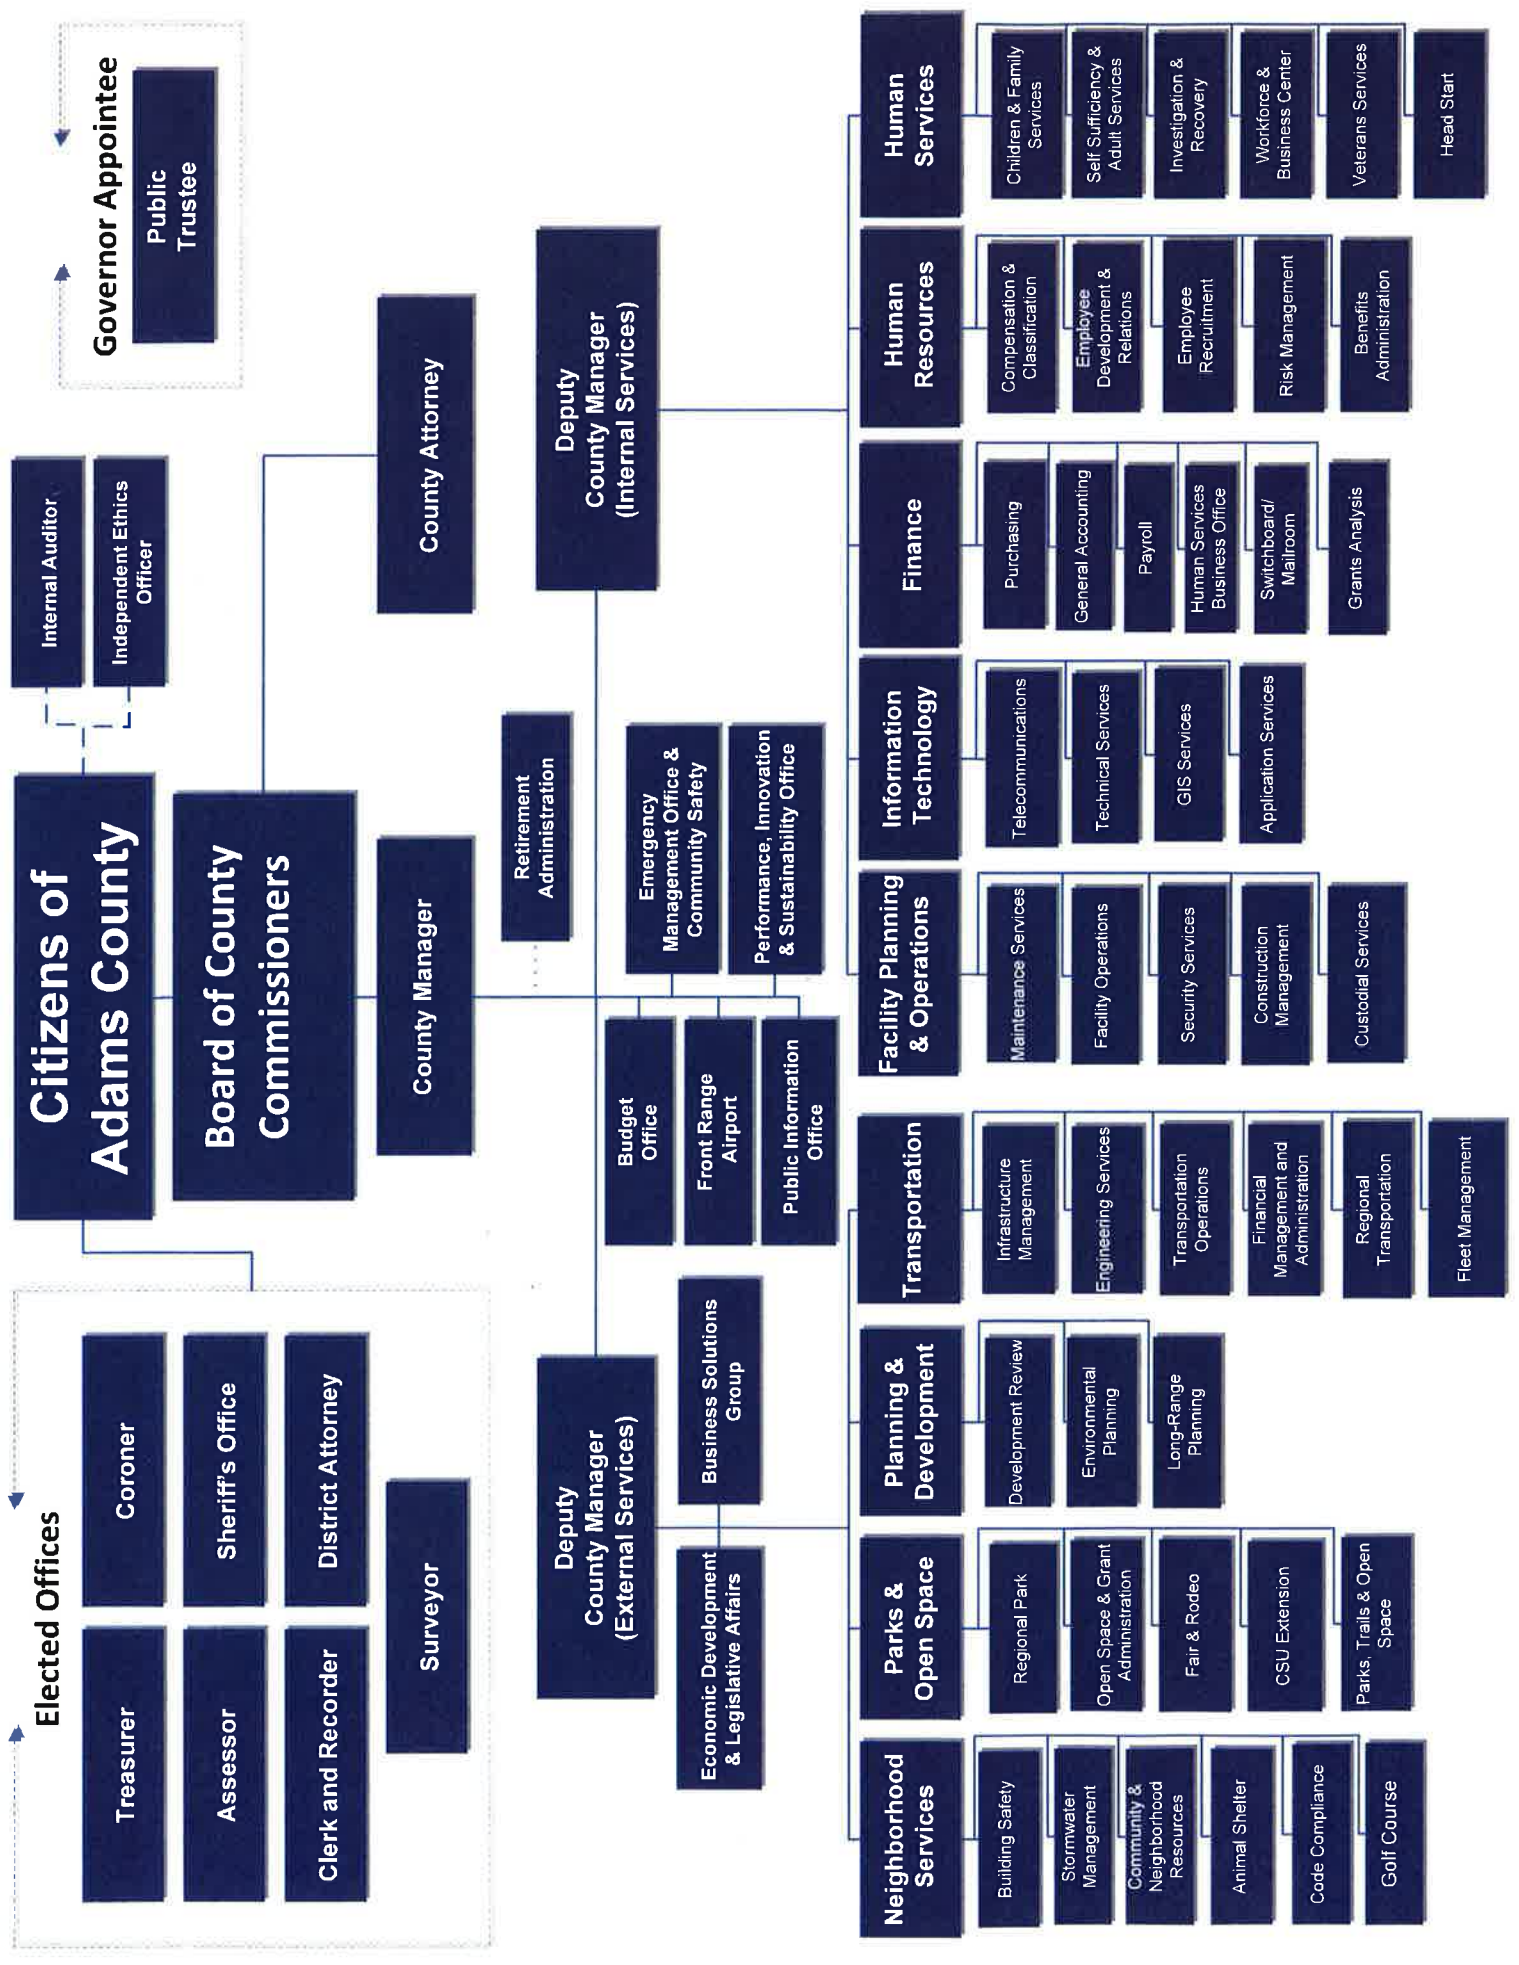 Citizens of
Adams County
Internal Auditor
Independent Ethics
Officer
Governor Appointee
Public
Trustee
Elected Offices
Treasurer
Coroner
Assessor
Sheriff's Office
Clerk and Recorder
District Attorney
Surveyor
Board of County
Commissioners
County Manager
County Attorney
Retirement
Administration
Deputy
County Manager
(External Services)
Deputy
County Manager
(Internal Services)
Economic Development
& Legislative Affairs
Business Solutions
Group
Budget
Office
Front Range
Airport
Public Information
Office
Emergency
Management Office &
Community Safety
Performance, Innovation
& Sustainability Office
Neighborhood
Services
Building Safety
Stormwater
Management
Community &
Neighborhood
Resources
Animal Shelter
Code Compliance
Golf Course
Parks &
Open Space
Regional Park
Open Space & Grant
Administration
Fair & Rodeo
CSU Extension
Parks, Trails & Open
Space
Planning &
Development
Development Review
Environmental
Planning
Long-Range
Planning
Transportation
Infrastructure
Management
Engineering Services
Transportation
Operations
Financial
Management and
Administration
Regional
Transportation
Fleet Management
Facility Planning
& Operations
Maintenance Services
Facility Operations
Security Services
Construction
Management
Custodial Services
Information
Technology
Telecommunications
Technical Services
GIS Services
Application Services
Finance
Purchasing
General Accounting
Payroll
Human Services
Business Office
Switchboard/
Mailroom
Grants Analysis
Human
Resources
Compensation &
Classification
Employee
Development &
Relations
Employee
Recruitment
Risk Management
Benefits
Administration
Human
Services
Children & Family
Services
Self Sufficiency &
Adult Services
Investigation &
Recovery
Workforce &
Business Center
Veterans Services
Head Start